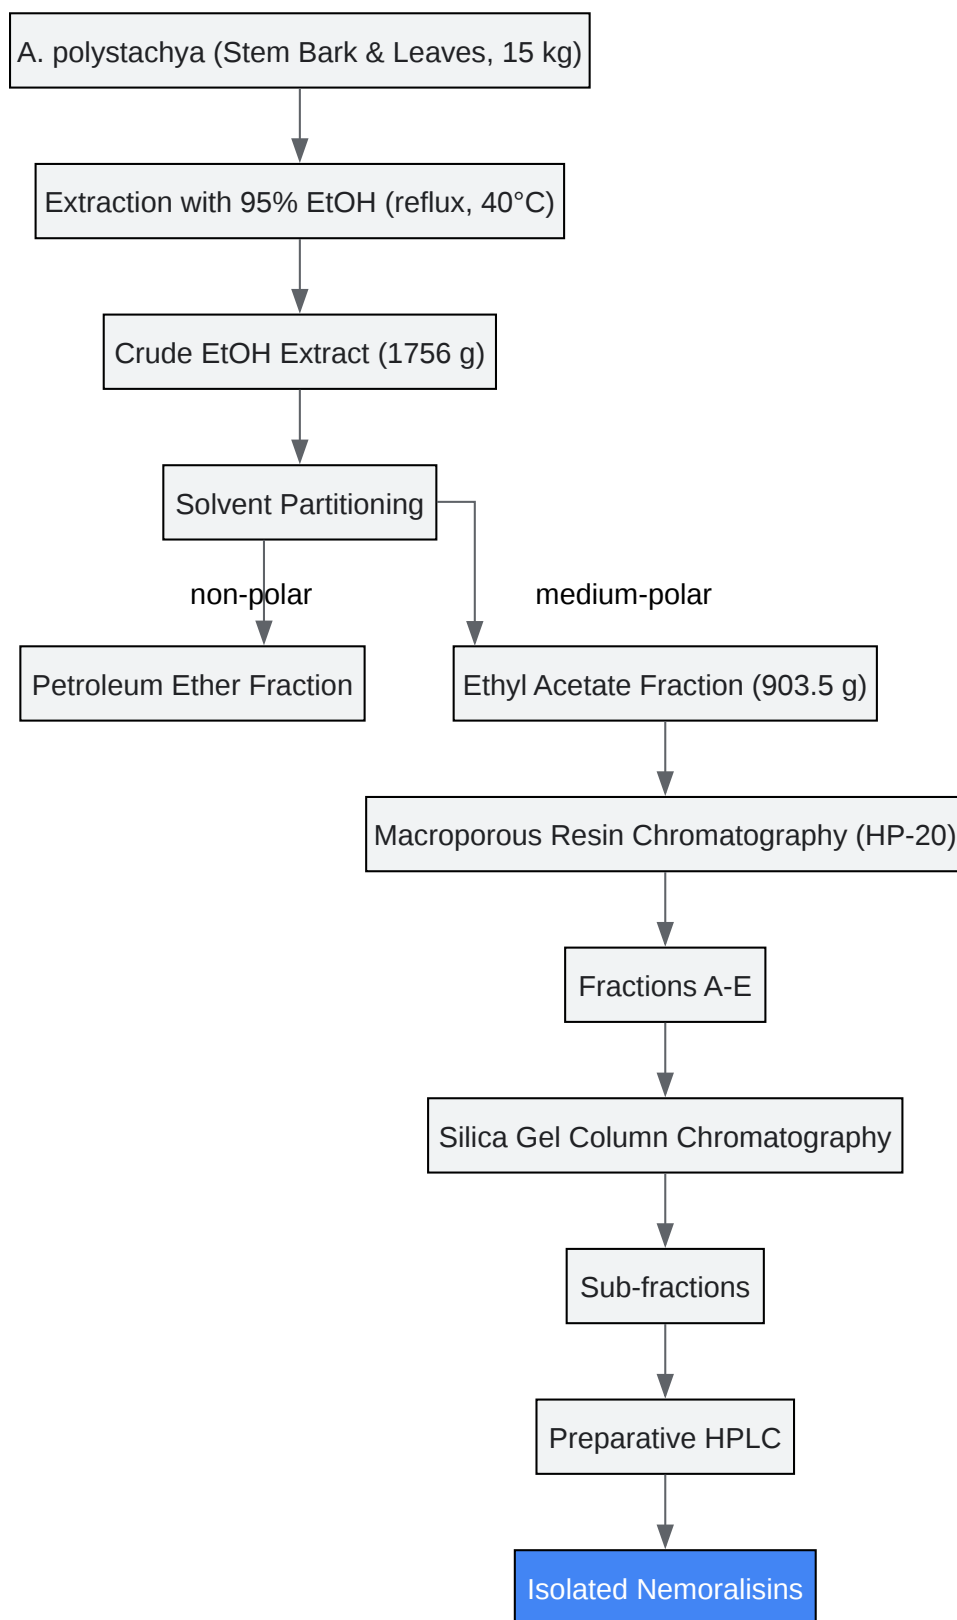 A. polystachya (Stem Bark & Leaves, 15 kg)
Extraction with 95% EtOH (reflux, 40°C)
Crude EtOH Extract (1756 g)
Solvent Partitioning
non-polar
medium-polar
Petroleum Ether Fraction
Ethyl Acetate Fraction (903.5 g)
Macroporous Resin Chromatography (HP-20)
Fractions A-E
Silica Gel Column Chromatography
Sub-fractions
Preparative HPLC
Isolated Nemoralisins